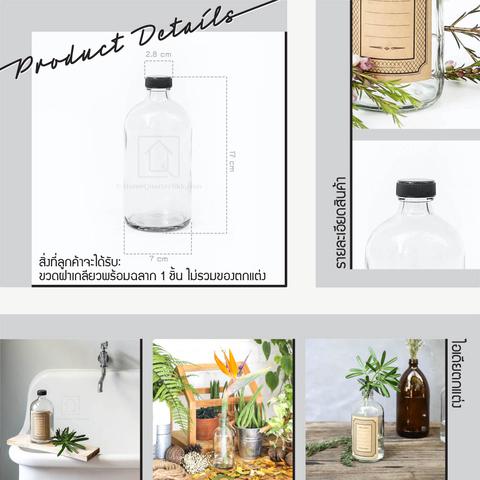 Product Details
2.8 cm
17 cm
7 cm
สิ่งที่ลูกค้าจะได้รับ:
ขวดฝาเกลียวพร้อมฉลาก 1 ชิ้น ไม่รวมของตกแต่ง
รายละเอียดสินค้า
ไอเดียตกแต่ง